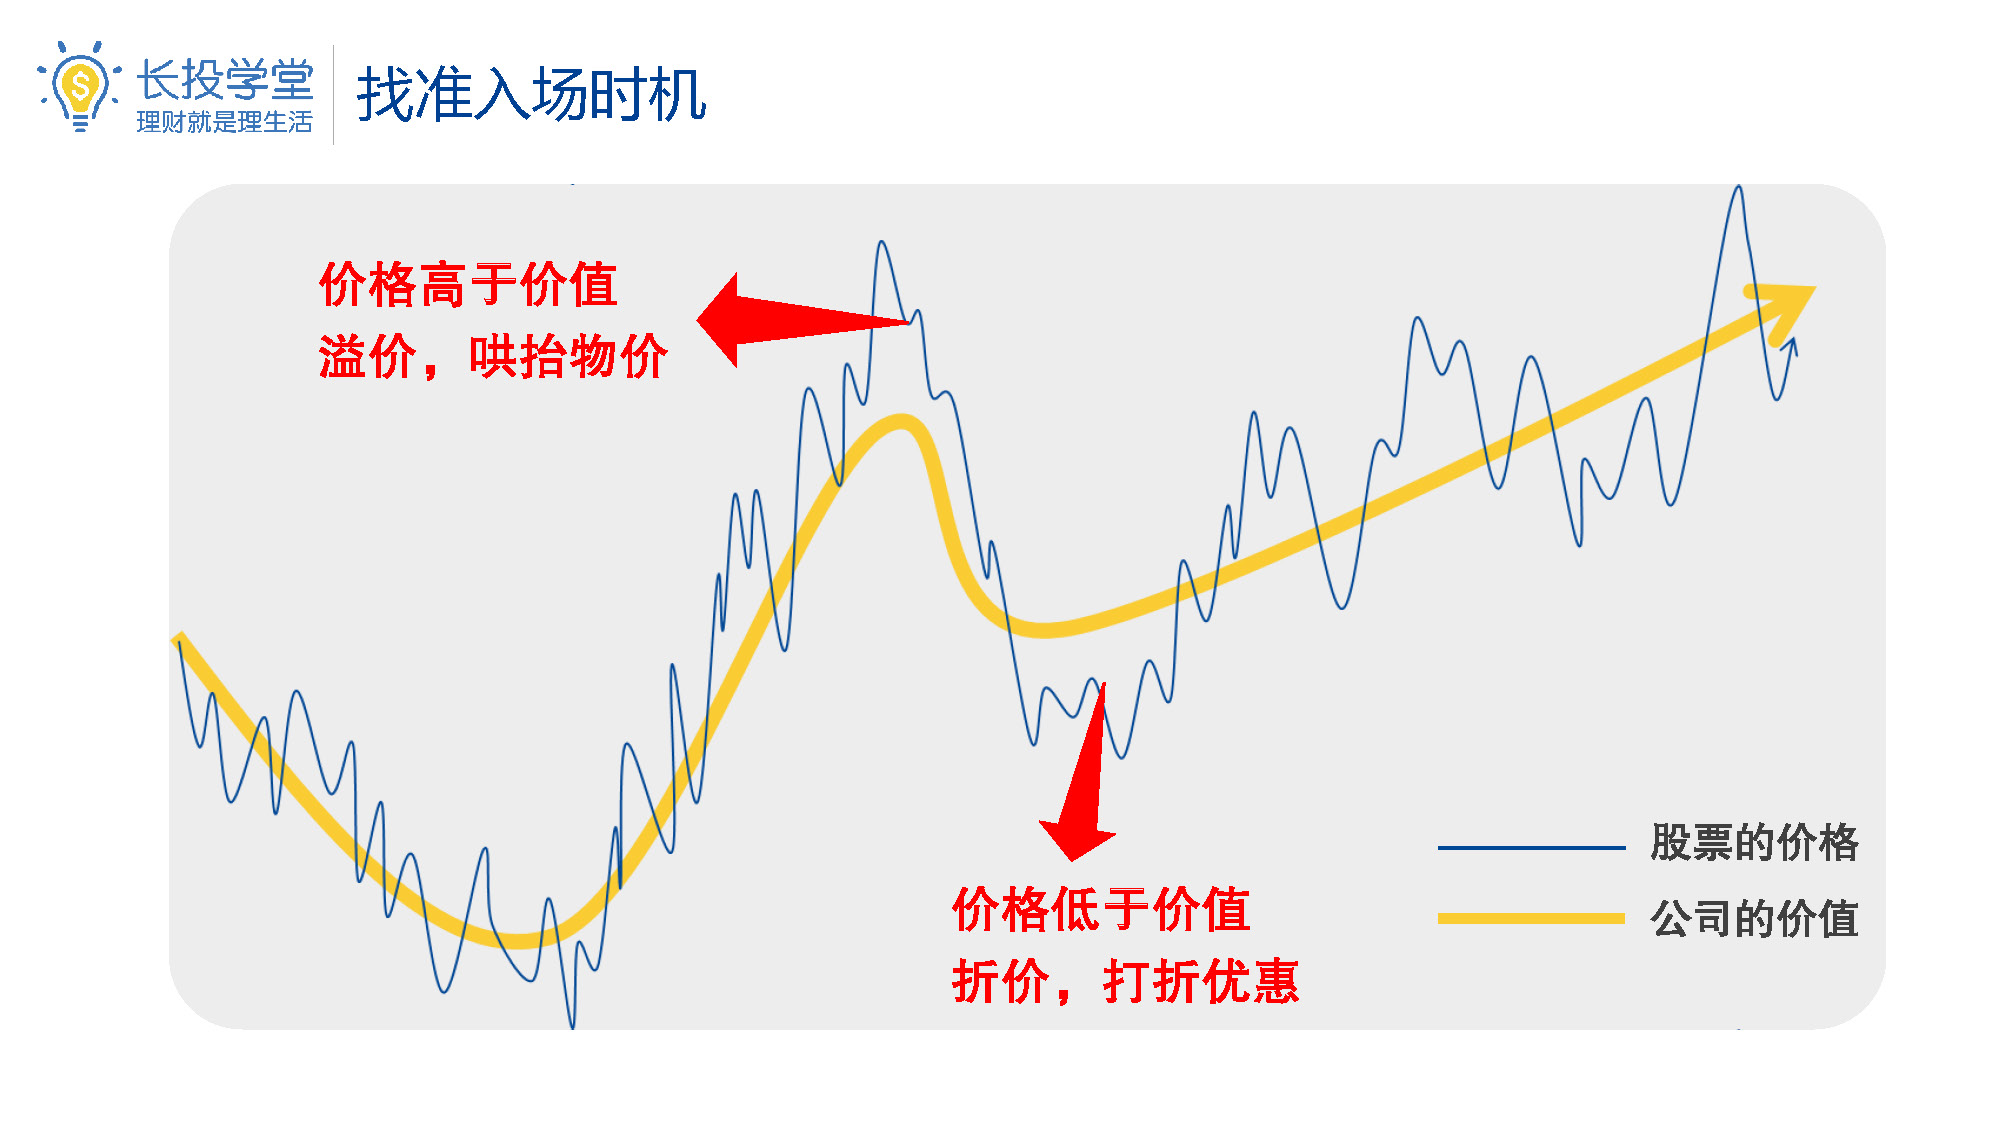 长投学堂
理财就是理生活
找准入场时机
价格高于价值
溢价，哄抬物价
价格低于价值
折价，打折优惠
股票的价格
公司的价值